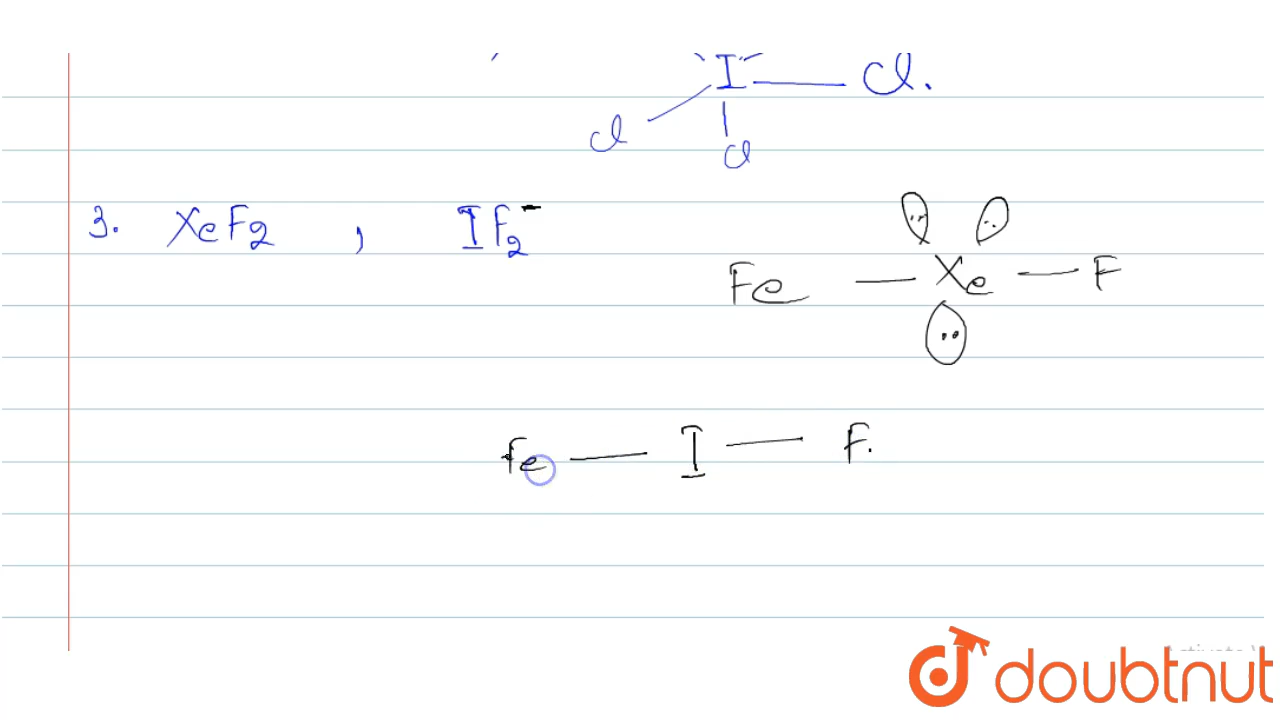 I — Cl.
Cl
Cl
3. XeF2 , IF2-
Fe — Xe — F
Fe — I — F.
doubtnut